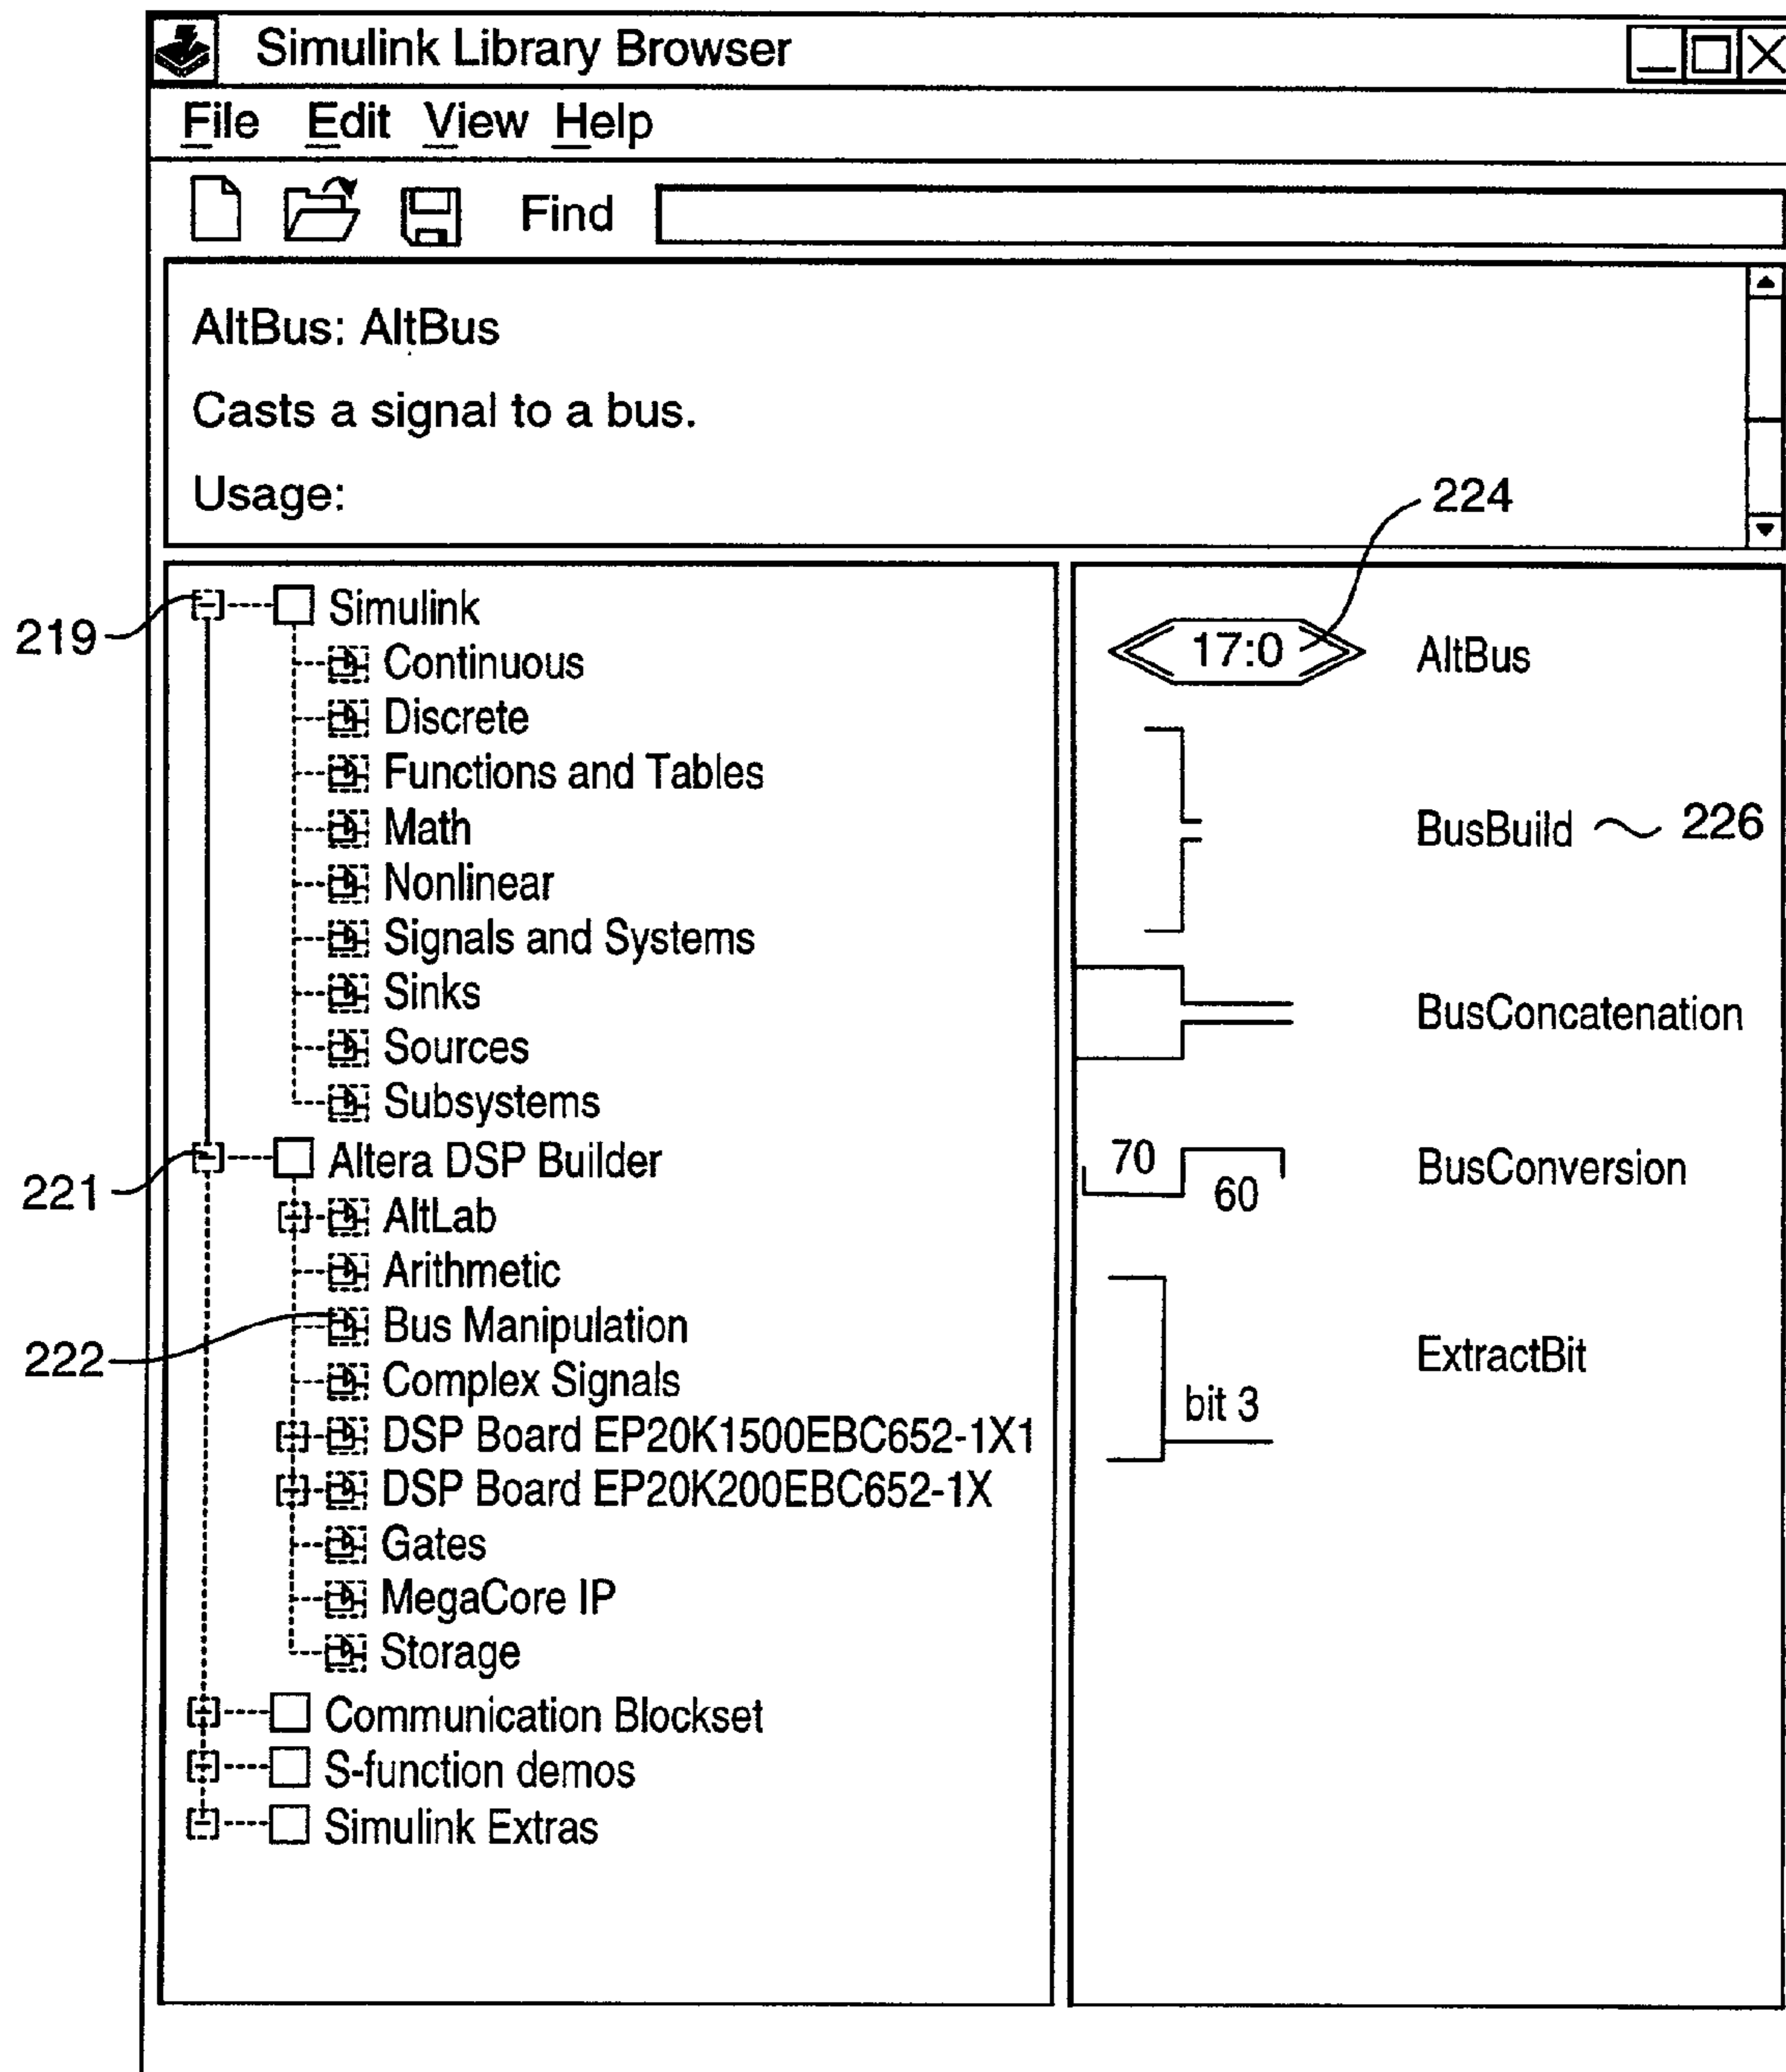 Simulink Library Browser
File Edit View Help
Find
AltBus: AltBus
Casts a signal to a bus.
Usage:
224
219
Simulink
Continuous
Discrete
Functions and Tables
Math
Nonlinear
Signals and Systems
Sinks
Sources
Subsystems
221
Altera DSP Builder
AltLab
Arithmetic
222
Bus Manipulation
Complex Signals
DSP Board EP20K1500EBC652-1X1
DSP Board EP20K200EBC652-1X
Gates
MegaCore IP
Storage
Communication Blockset
S-function demos
Simulink Extras
17:0 AltBus
BusBuild 226
BusConcatenation
70 60 BusConversion
ExtractBit
bit 3